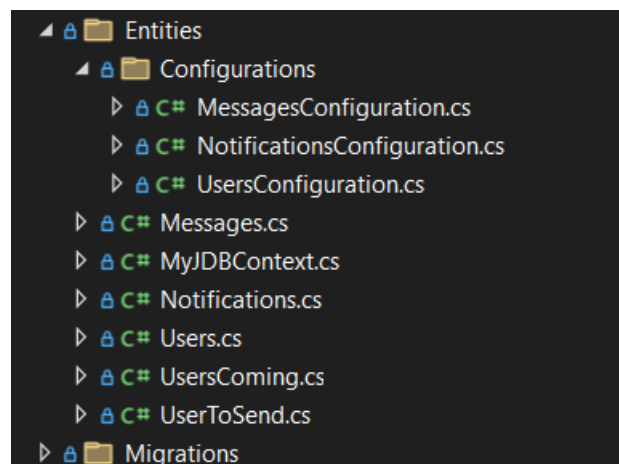 Entities
Configurations
C# MessagesConfiguration.cs
C# NotificationsConfiguration.cs
C# UsersConfiguration.cs
C# Messages.cs
C# MyJDBContext.cs
C# Notifications.cs
C# Users.cs
C# UsersComing.cs
C# UserToSend.cs
Migrations